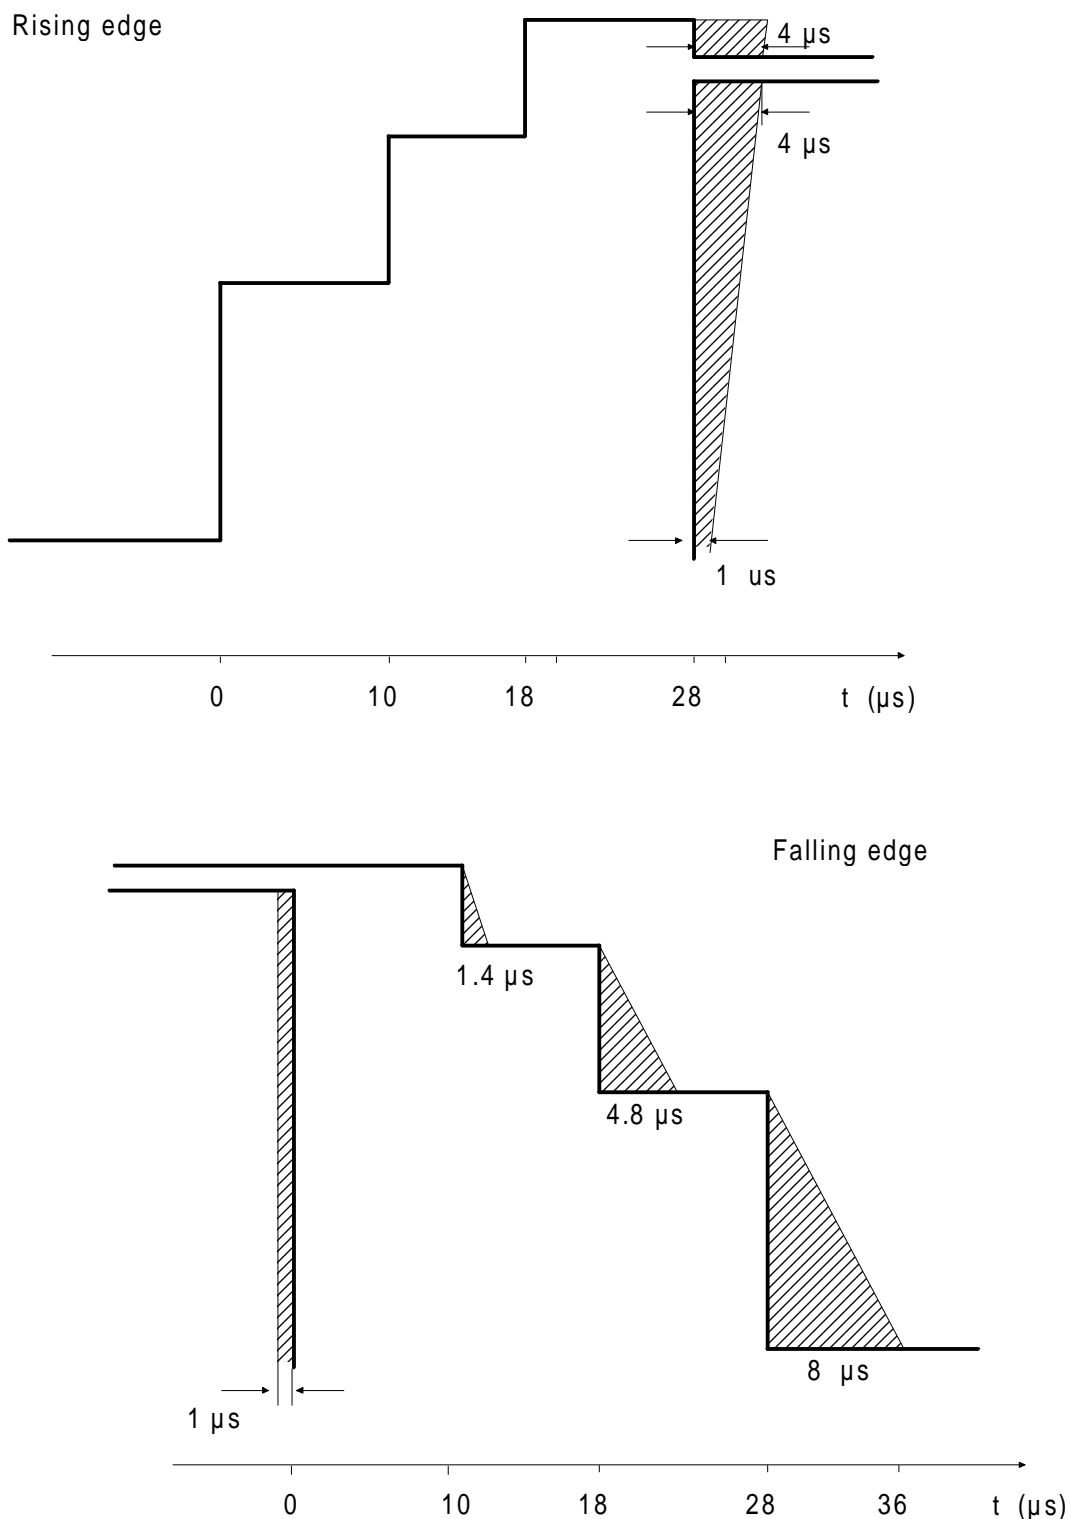 Rising edge
4 µs
4 µs
1 us
0 10 18 28 t (µs)
Falling edge
1.4 µs
4.8 µs
8 µs
1 µs
0 10 18 28 36 t (µs)